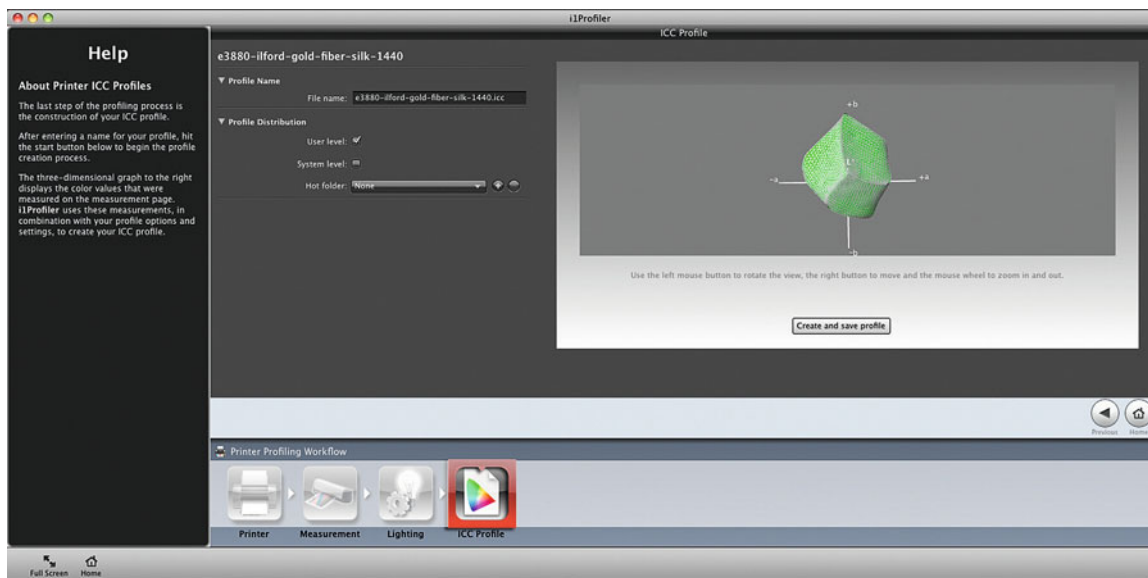 i1Profiler
ICC Profile
Help
About Printer ICC Profiles
The last step of the profiling process is
the construction of your ICC profile.
After entering a name for your profile, hit
the start button below to begin the profile
creation process.
The three-dimensional graph to the right
displays the color values that were
measured on the measurement page.
i1Profiler uses these measurements, in
combination with your profile options and
settings, to create your ICC profile.
e3880-ilford-gold-fiber-silk-1440
Profile Name
File name: e3880-ilford-gold-fiber-silk-1440.icc
Profile Distribution
User level:
System level:
Hot folder: None
+b
L*
-a
+a
-b
Use the left mouse button to rotate the view, the right button to move and the mouse wheel to zoom in and out.
Create and save profile
Previous
Home
Printer Profiling Workflow
Printer
Measurement
Lighting
ICC Profile
Full Screen
Home